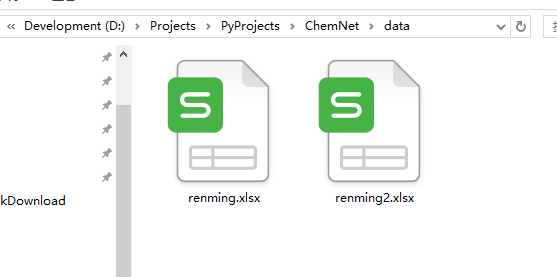 « Development (D:) › Projects › PyProjects › ChemNet › data
renming.xlsx
renming2.xlsx
kDownload